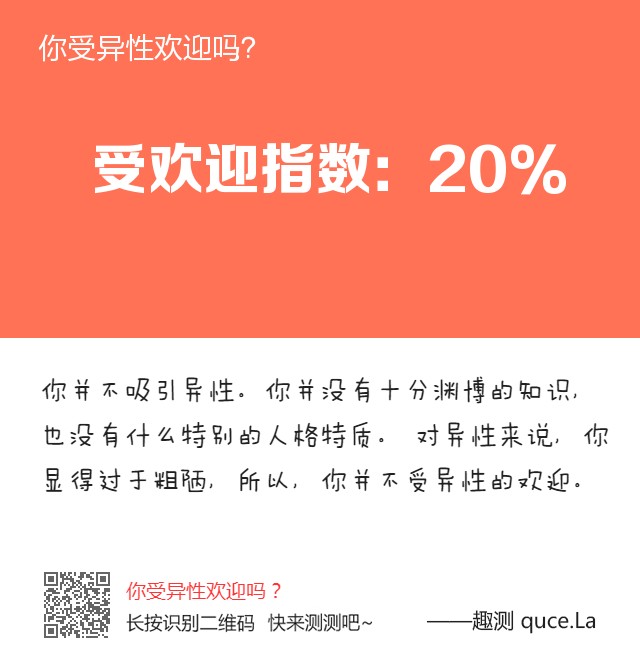 你受异性欢迎吗？
受欢迎指数：20%
你并不吸引异性。你并没有十分渊博的知识，
也没有什么特别的人格特质。 对异性来说，你
显得过于粗陋，所以，你并不受异性的欢迎。
你受异性欢迎吗？
长按识别二维码 快来测测吧~
——趣测 quce.La